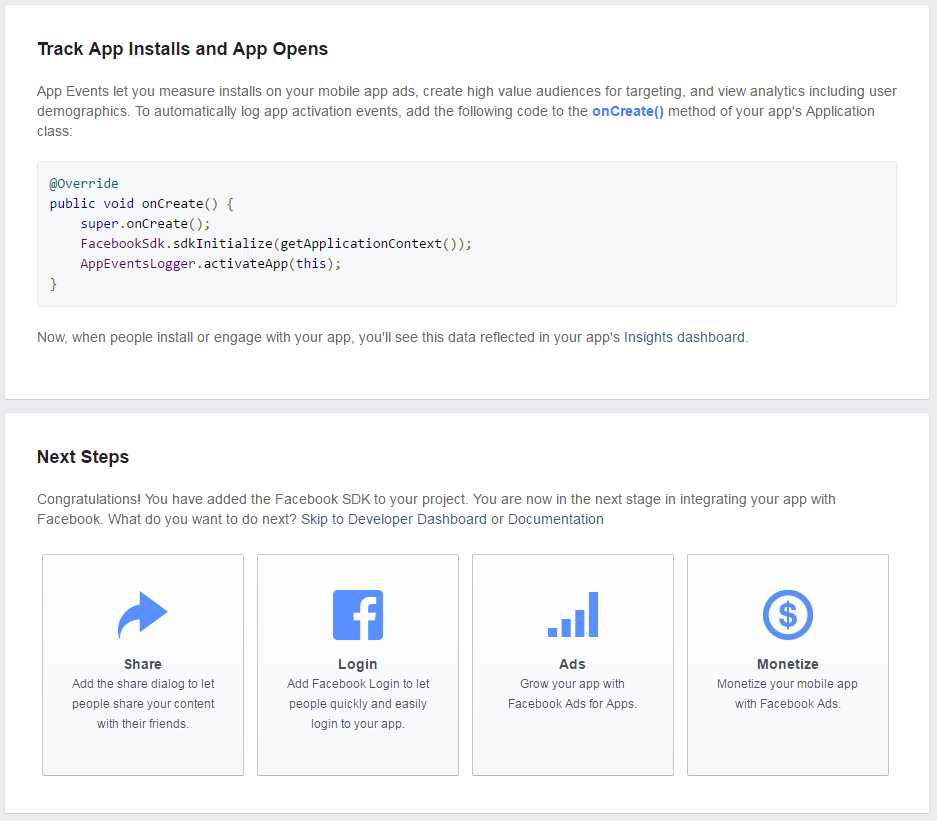 Track App Installs and App Opens
App Events let you measure installs on your mobile app ads, create high value audiences for targeting, and view analytics including user
demographics. To automatically log app activation events, add the following code to the onCreate() method of your app's Application
class:
@Override
public void onCreate() {
    super.onCreate();
    FacebookSdk.sdkInitialize(getApplicationContext());
    AppEventsLogger.activateApp(this);
}
Now, when people install or engage with your app, you'll see this data reflected in your app's Insights dashboard.
Next Steps
Congratulations! You have added the Facebook SDK to your project. You are now in the next stage in integrating your app with
Facebook. What do you want to do next? Skip to Developer Dashboard or Documentation
Share
Add the share dialog to let
people share your content
with their friends.
Login
Add Facebook Login to let
people quickly and easily
login to your app.
Ads
Grow your app with
Facebook Ads for Apps.
$
Monetize
Monetize your mobile app
with Facebook Ads.